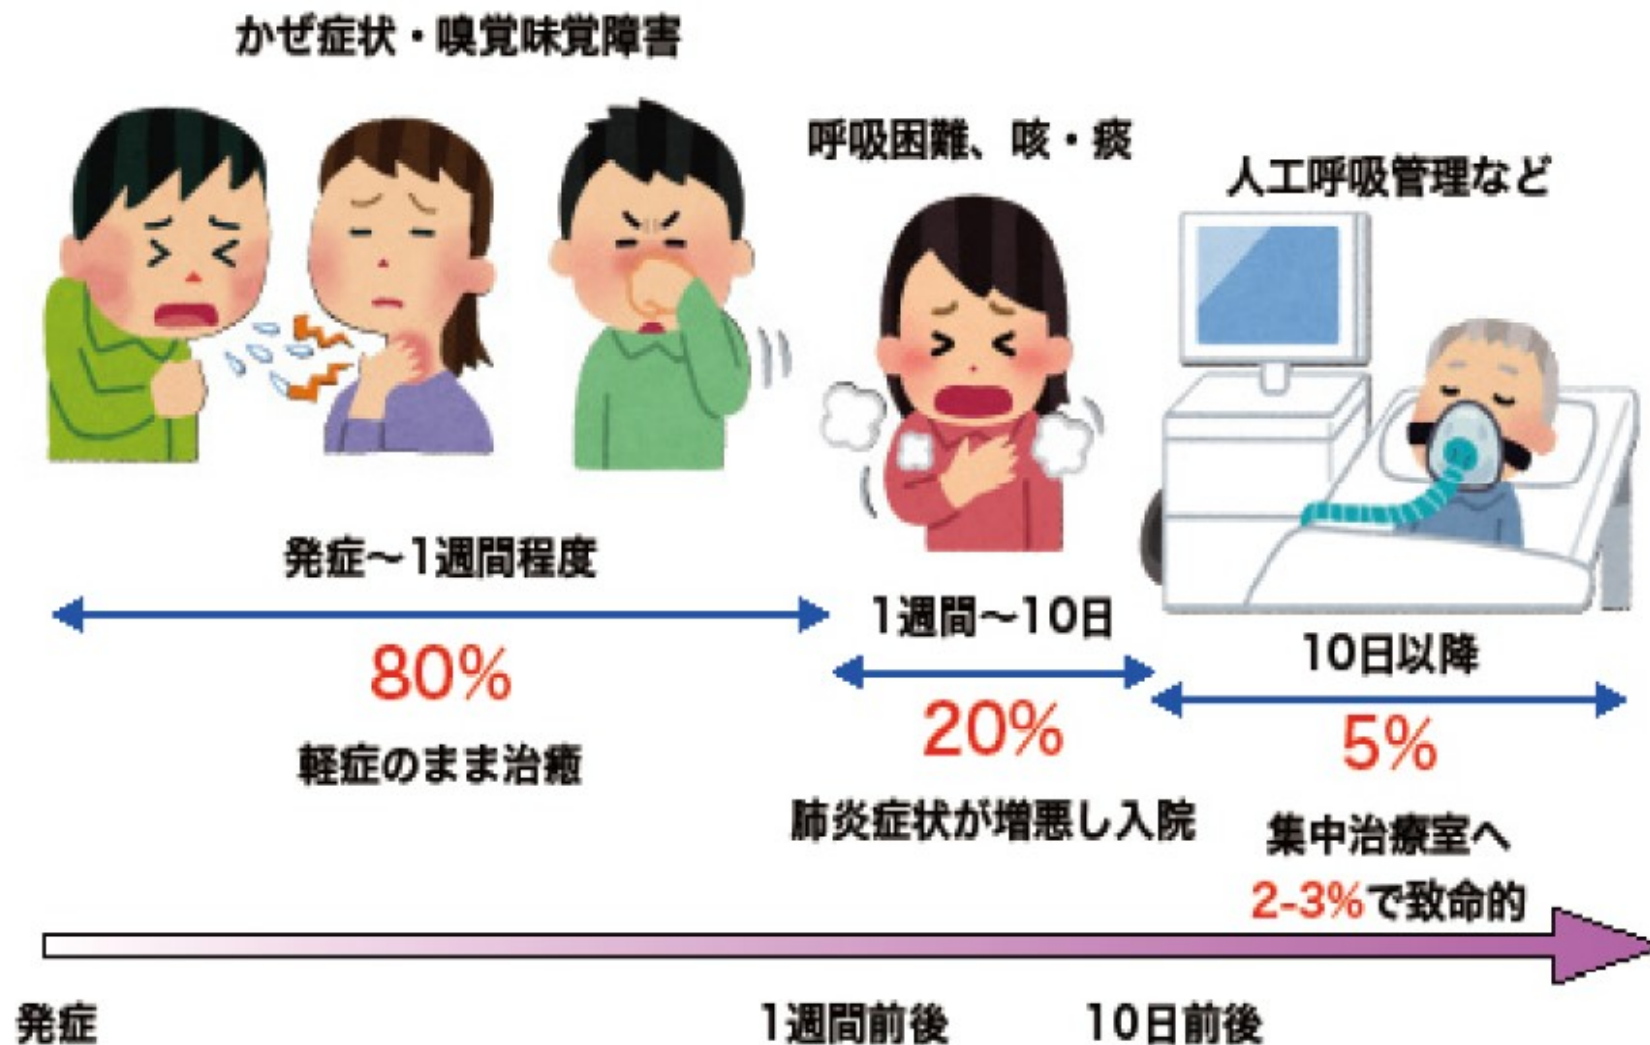 かぜ症状・嗅覚味覚障害
呼吸困難、咳・痰
人工呼吸管理など
発症〜1週間程度
80%
軽症のまま治癒
1週間〜10日
20%
肺炎症状が増悪し入院
10日以降
5%
集中治療室へ
2-3%で致命的
発症
1週間前後
10日前後